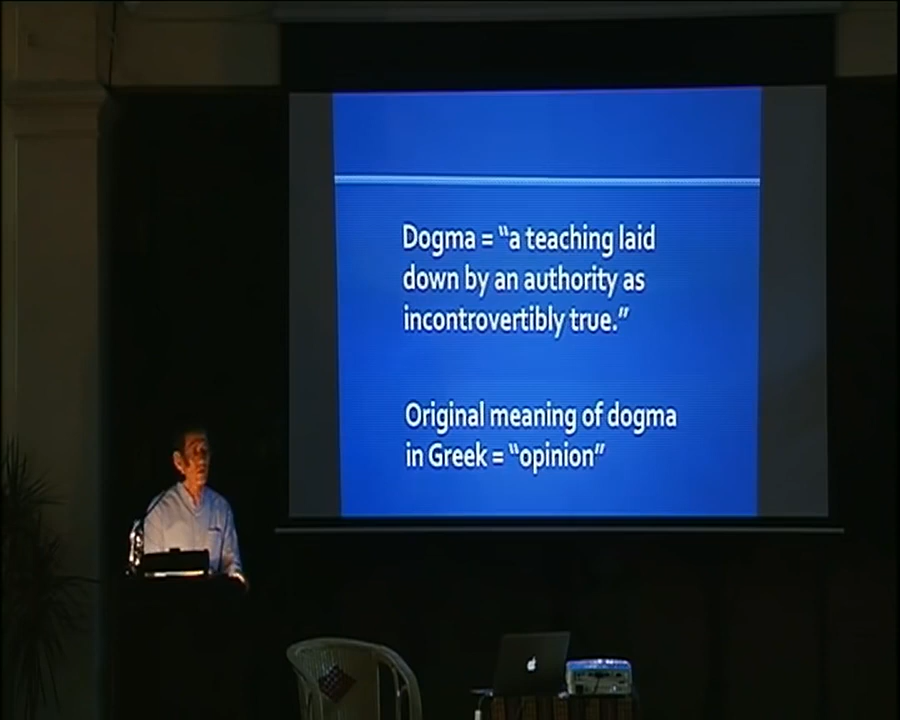 Dogma = “a teaching laid
down by an authority as
incontrovertibly true.”
Original meaning of dogma
in Greek = “opinion”